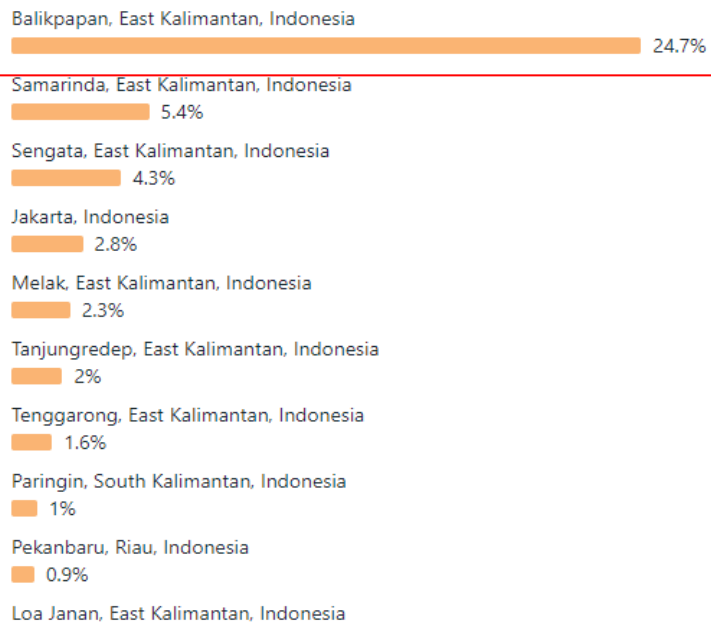 Balikpapan, East Kalimantan, Indonesia
24.7%
Samarinda, East Kalimantan, Indonesia
5.4%
Sengata, East Kalimantan, Indonesia
4.3%
Jakarta, Indonesia
2.8%
Melak, East Kalimantan, Indonesia
2.3%
Tanjungredep, East Kalimantan, Indonesia
2%
Tenggarong, East Kalimantan, Indonesia
1.6%
Paringin, South Kalimantan, Indonesia
1%
Pekanbaru, Riau, Indonesia
0.9%
Loa Janan, East Kalimantan, Indonesia